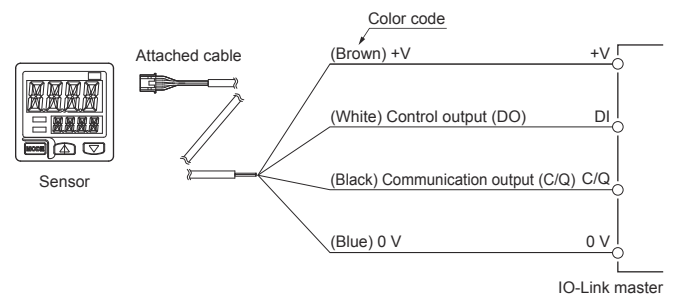 Color code
Attached cable
(Brown) +V +V
(White) Control output (DO) DI
MODE
Sensor
(Black) Communication output (C/Q) C/Q
(Blue) 0 V 0 V
IO-Link master